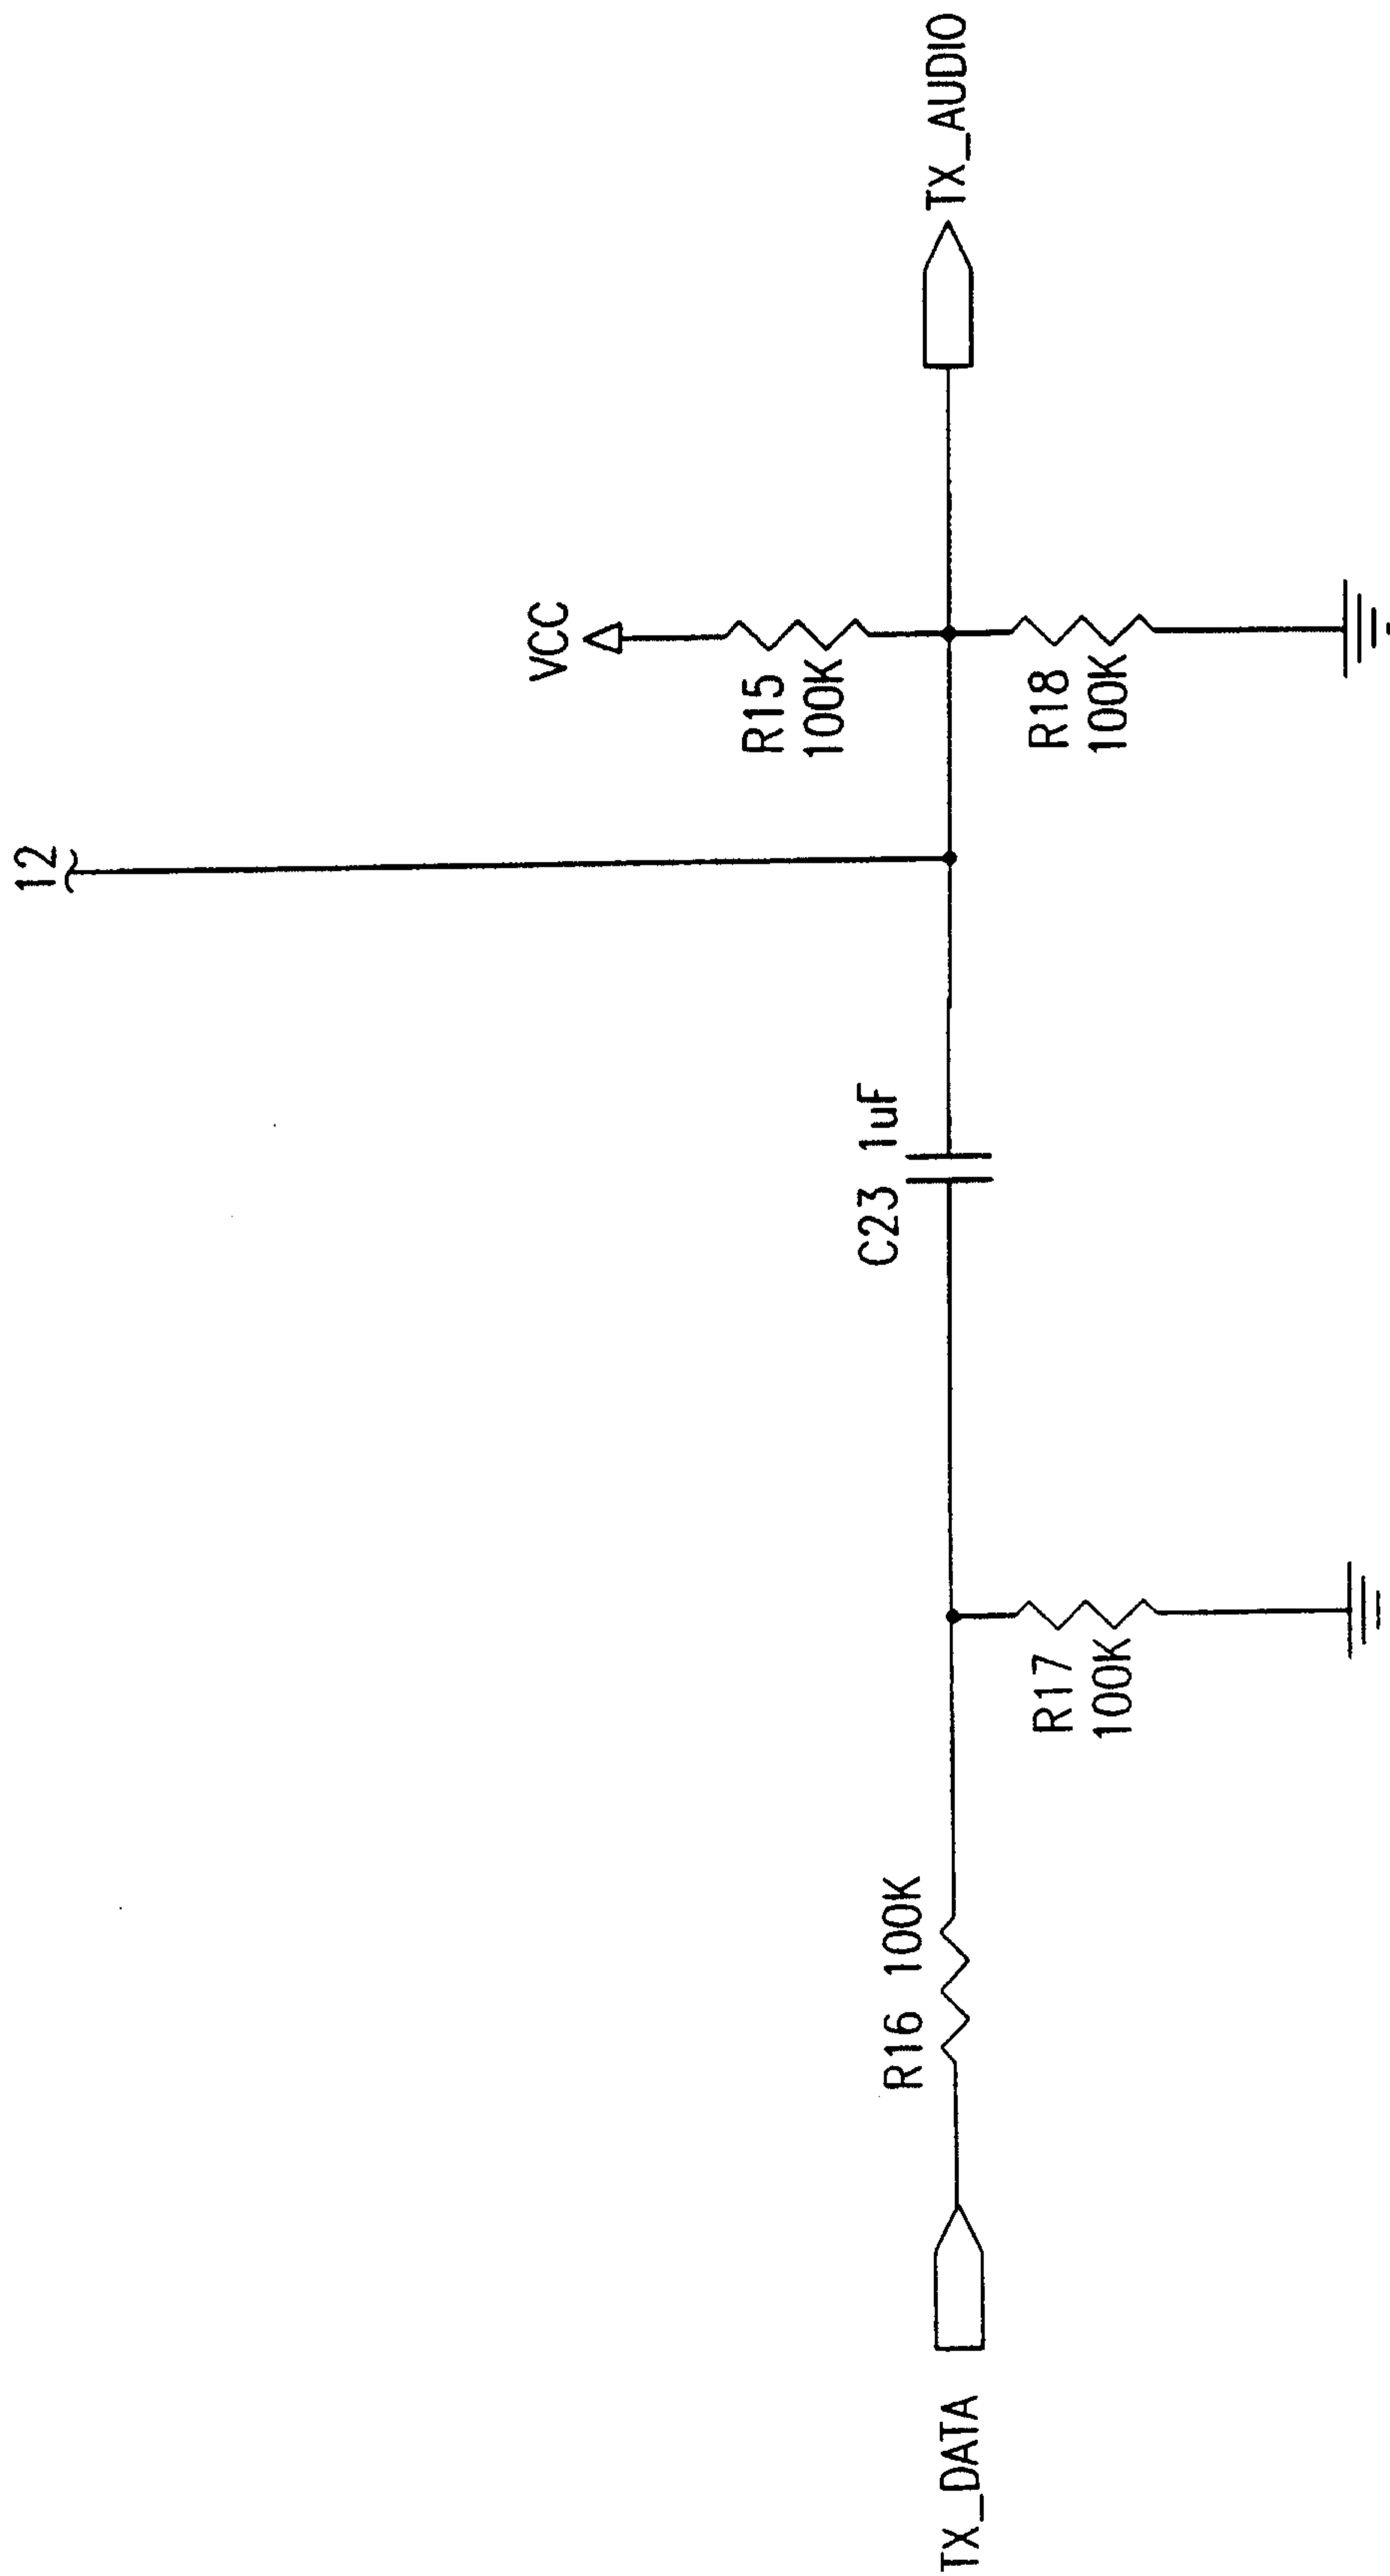 12
VCC
R15
100K
TX_AUDIO
R18
100K
C23 1uF
R16 100K
R17
100K
TX_DATA